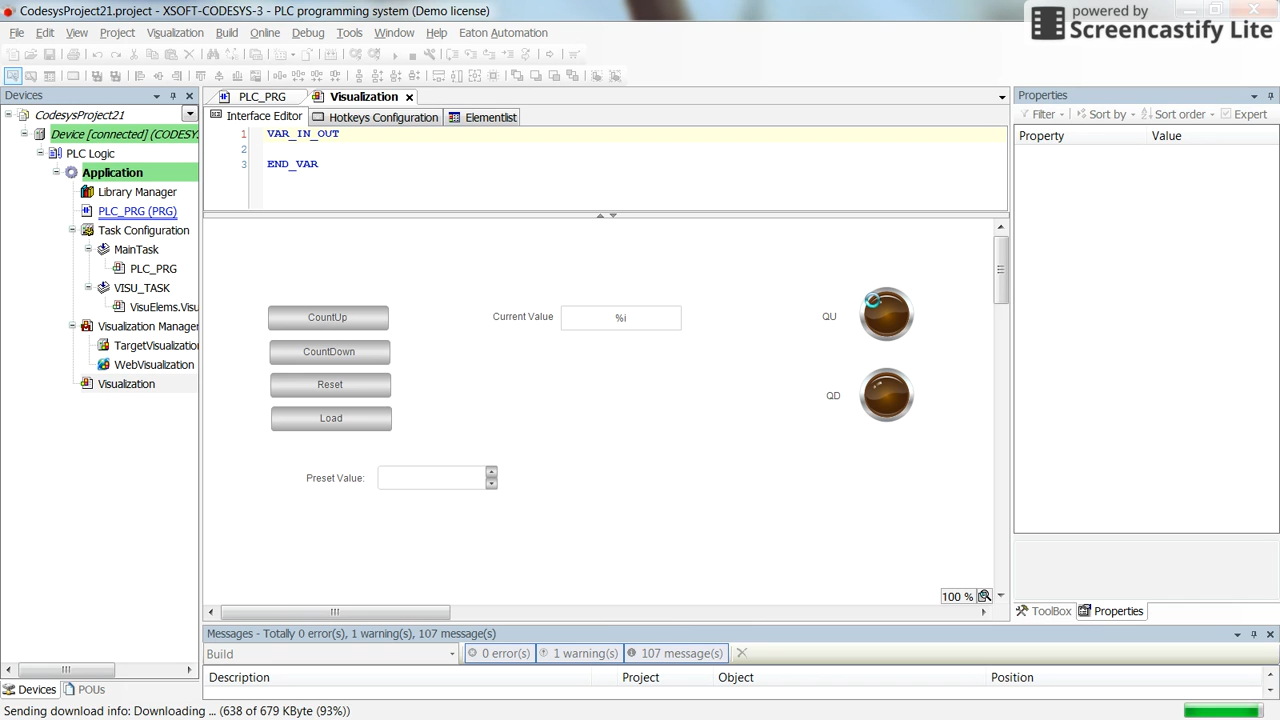 CodesysProject21.project - XSOFT-CODESYS-3 - PLC programming system (Demo license)
powered by
Screencastify Lite
File Edit View Project Visualization Build Online Debug Tools Window Help Eaton Automation
Devices
CodesysProject21
Device [connected] (CODESY
PLC Logic
Application
Library Manager
PLC_PRG (PRG)
Task Configuration
MainTask
PLC_PRG
VISU_TASK
VisuElems.Visu
Visualization Manager
TargetVisualization
WebVisualization
Visualization
Devices POUs
PLC_PRG Visualization
Interface Editor Hotkeys Configuration Elementlist
1 VAR_IN_OUT
2
3 END_VAR
CountUp
CountDown
Reset
Load
Current Value %i
QU
QD
Preset Value:
100 %
Properties
Filter Sort by Sort order Expert
Property Value
ToolBox Properties
Messages - Totally 0 error(s), 1 warning(s), 107 message(s)
Build 0 error(s) 1 warning(s) 107 message(s)
Description Project Object Position
Sending download info: Downloading ... (638 of 679 KByte (93%))